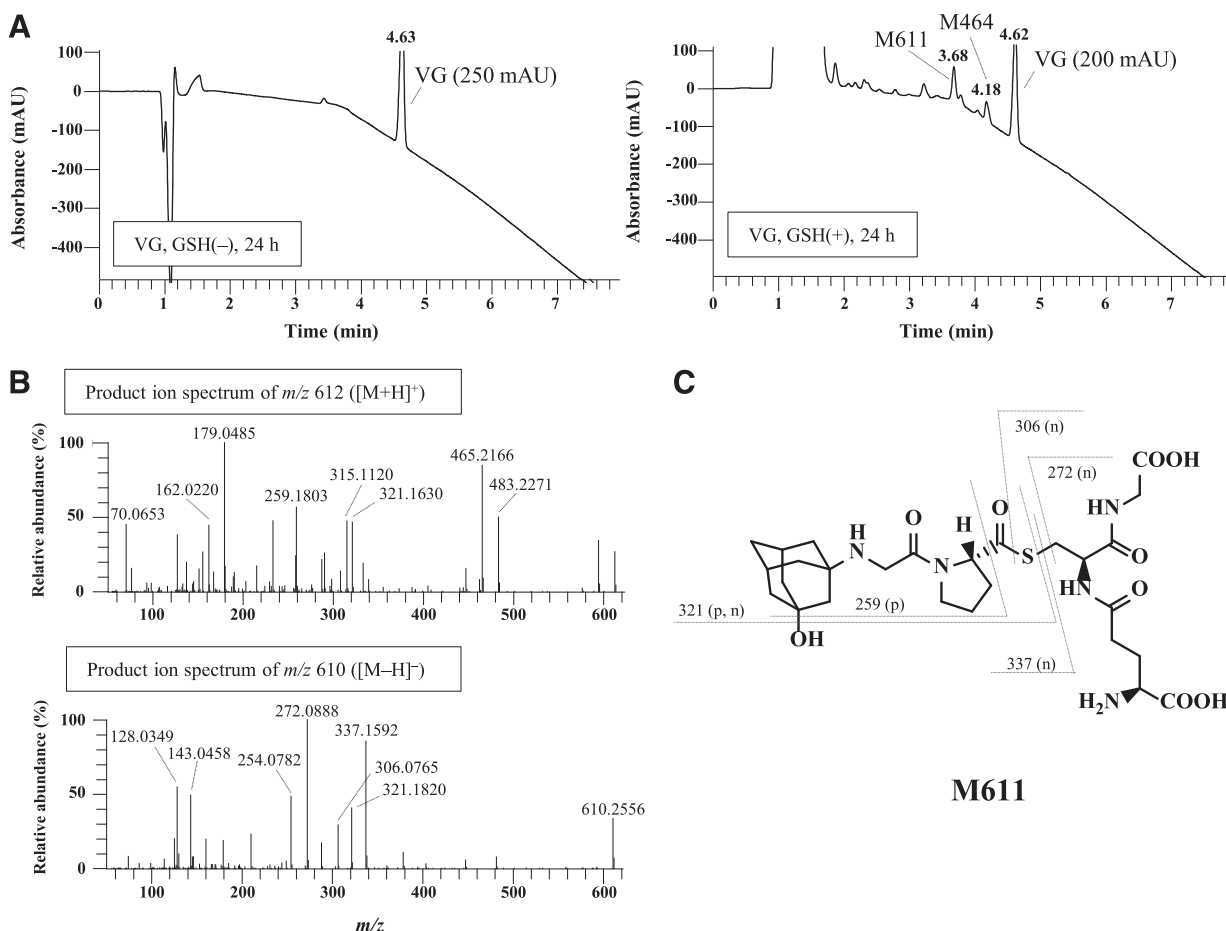 A
4.63
VG (250 mAU)
100
0
-100
-200
-300
-400
Absorbance (mAU)
VG, GSH(–), 24 h
0 1 2 3 4 5 6 7
Time (min)
M464
M611
3.68
4.18
4.62
VG (200 mAU)
100
0
-100
-200
-300
-400
Absorbance (mAU)
VG, GSH(+), 24 h
0 1 2 3 4 5 6 7
Time (min)
B
Product ion spectrum of m/z 612 ([M+H]⁺)
Relative abundance (%)
100
50
0
70.0653
162.0220
179.0485
259.1803
315.1120
321.1630
465.2166
483.2271
100 200 300 400 500 600
Product ion spectrum of m/z 610 ([M–H]⁻)
Relative abundance (%)
100
50
0
128.0349
143.0458
254.0782
272.0888
337.1592
306.0765
321.1820
610.2556
100 200 300 400 500 600
m/z
C
306 (n)
272 (n)
COOH
HN
O
O
H
O
H
N
N
S
O
H
N
O
OH
259 (p)
321 (p, n)
337 (n)
H₂N
COOH
M611